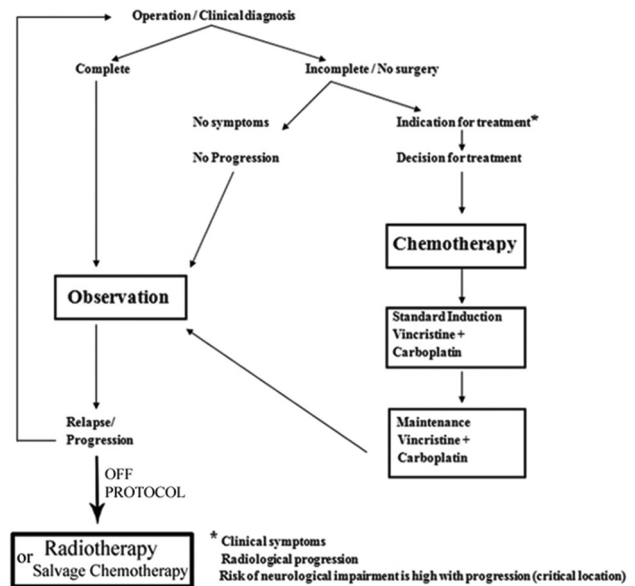 Operation / Clinical diagnosis
Complete
Incomplete / No surgery
No symptoms
Indication for treatment*
No Progression
Decision for treatment
Chemotherapy
Observation
Standard Induction
Vincristine +
Carboplatin
Relapse/
Progression
Maintenance
Vincristine +
Carboplatin
OFF
PROTOCOL
or Radiotherapy
Salvage Chemotherapy
* Clinical symptoms
Radiological progression
Risk of neurological impairment is high with progression (critical location)